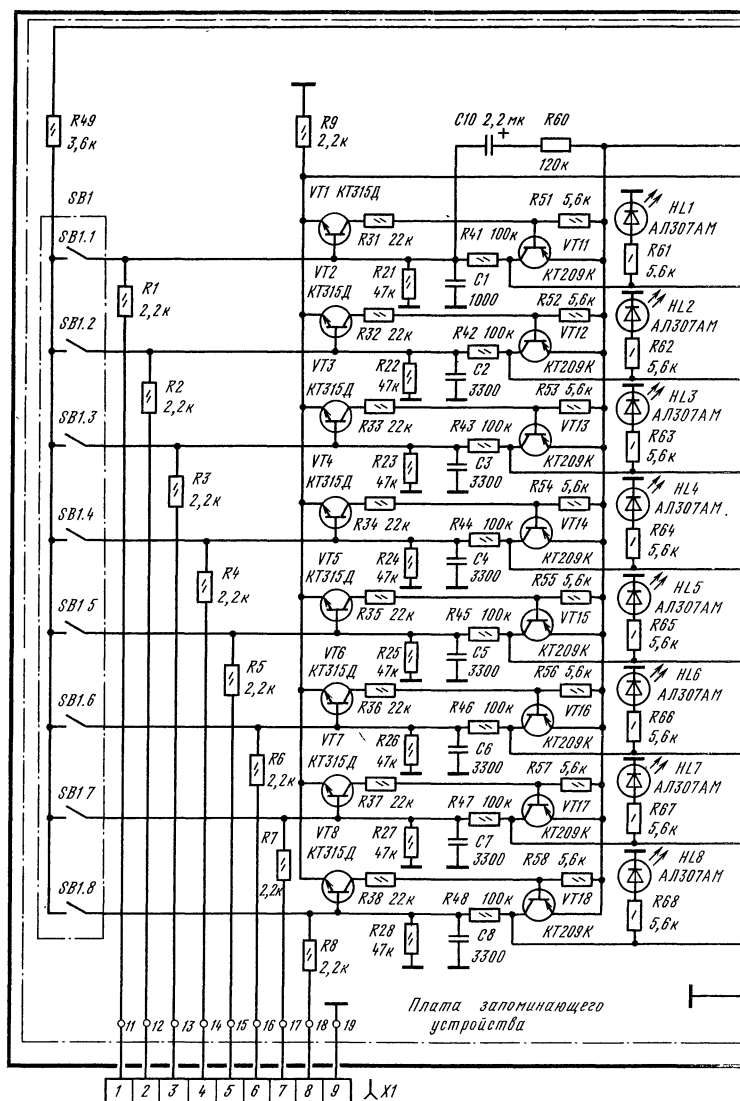 R49
3,6к
R9
2,2к
C10 2,2 мк
+
R60
120к
SB1
VT1 КТ315Д
R51 5,6к
HL1
АЛ307АМ
SB1.1
R31 22к
R41 100к
VT11
R61
5.6к
VT2
КТ315Д
R21
47к
C1
1000
КТ209К
R1
2,2к
R52 5,6к
HL2
АЛ307АМ
SB1.2
R32 22к
R42 100к
VT12
R62
5,6к
VT3
КТ315Д
R22
47к
C2
3300
КТ209К
R2
2,2к
R53 5,6к
HL3
АЛ307АМ
SB1.3
R33 22к
R43 100к
VT13
R63
5,6к
VT4
КТ315Д
R23
47к
C3
3300
КТ209К
R3
2,2к
R54 5,6к
HL4
АЛ307АМ
SB1.4
R34 22к
R44 100к
VT14
R64
5,6к
VT5
КТ315Д
R24
47к
C4
3300
КТ209К
R4
2,2к
R55 5,6к
HL5
АЛ307АМ
SB1.5
R35 22к
R45 100к
VT15
R65
5,6к
VT6
КТ315Д
R25
47к
C5
3300
КТ209К
R5
2,2к
R56 5,6к
HL6
АЛ307АМ
SB1.6
R36 22к
R46 100к
VT16
R66
5,6к
VT7
КТ315Д
R26
47к
C6
3300
КТ209К
R6
2,2к
R57 5,6к
HL7
АЛ307АМ
SB1.7
R37 22к
R47 100к
VT17
R67
5,6к
VT8
КТ315Д
R27
47к
C7
3300
КТ209К
R7
2,2к
R58 5,6к
HL8
АЛ307АМ
SB1.8
R38 22к
R48 100к
VT18
R68
5,6к
R28
47к
C8
3300
КТ209К
R8
2,2к
Плата запоминающего
устройства
11 12 13 14 15 16 17 18 19
1 2 3 4 5 6 7 8 9 X1